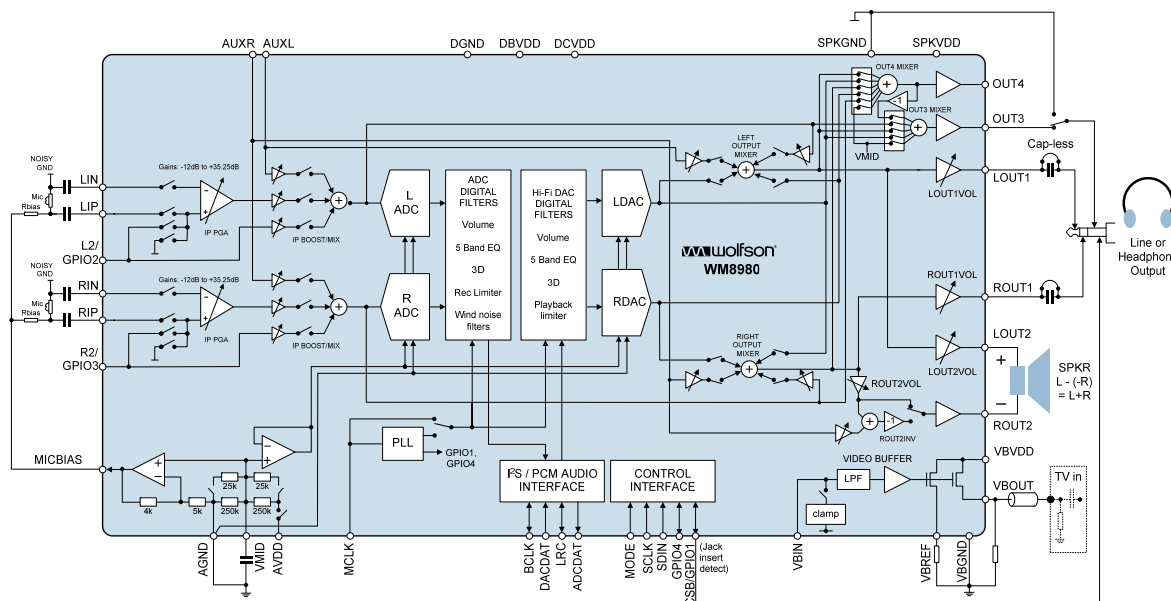 AUXR
AUXL
DGND
DBVDD
DCVDD
SPKGND
SPKVDD
OUT4 MIXER
OUT4
-1
OUT3 MIXER
OUT3
VMID
Cap-less
NOISY
GND
LIN
Mic
Rbias
LIP
L2/
GPIO2
Gains: -12dB to +35.25dB
IP PGA
IP BOOST/MIX
L
ADC
ADC
DIGITAL
FILTERS
Volume
5 Band EQ
3D
Rec Limiter
Wind noise
filters
Hi-Fi DAC
DIGITAL
FILTERS
Volume
5 Band EQ
3D
Playback
limiter
LDAC
LEFT
OUTPUT
MIXER
wolfson
WM8980
LOUT1VOL
LOUT1
Line or
Headphon
Output
NOISY
GND
RIN
Mic
Rbias
RIP
R2/
GPIO3
Gains: -12dB to +35.25dB
IP PGA
IP BOOST/MIX
R
ADC
RDAC
RIGHT
OUTPUT
MIXER
ROUT1VOL
ROUT1
LOUT2
LOUT2VOL
ROUT2VOL
-1
ROUT2INV
ROUT2
+
−
SPKR
L - (-R)
= L+R
MICBIAS
4k
5k
25k
25k
250k
250k
PLL
GPIO1,
GPIO4
I²S / PCM AUDIO
INTERFACE
CONTROL
INTERFACE
VIDEO BUFFER
LPF
clamp
VBVDD
VBOUT
TV in
AGND
VMID
AVDD
MCLK
BCLK
DACDAT
LRC
ADCDAT
MODE
SCLK
SDIN
GPIO4
CSB/GPIO1
(Jack
insert
detect)
VBIN
VBREF
VBGND